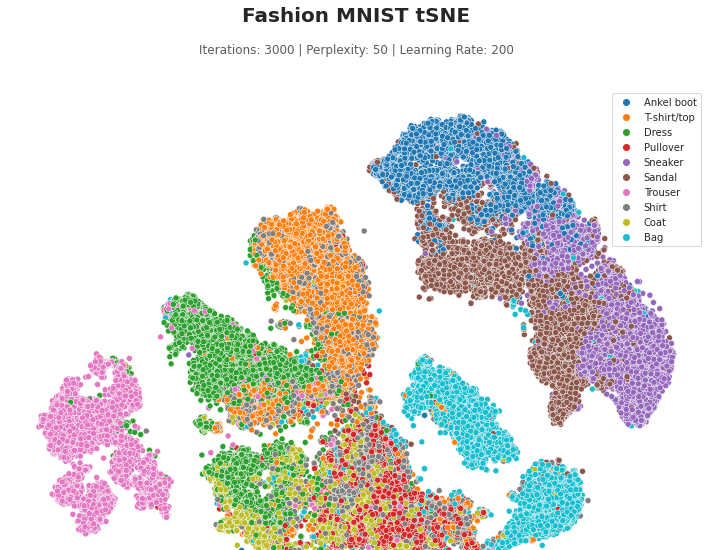 Fashion MNIST tSNE
Iterations: 3000 | Perplexity: 50 | Learning Rate: 200
Ankel boot
T-shirt/top
Dress
Pullover
Sneaker
Sandal
Trouser
Shirt
Coat
Bag